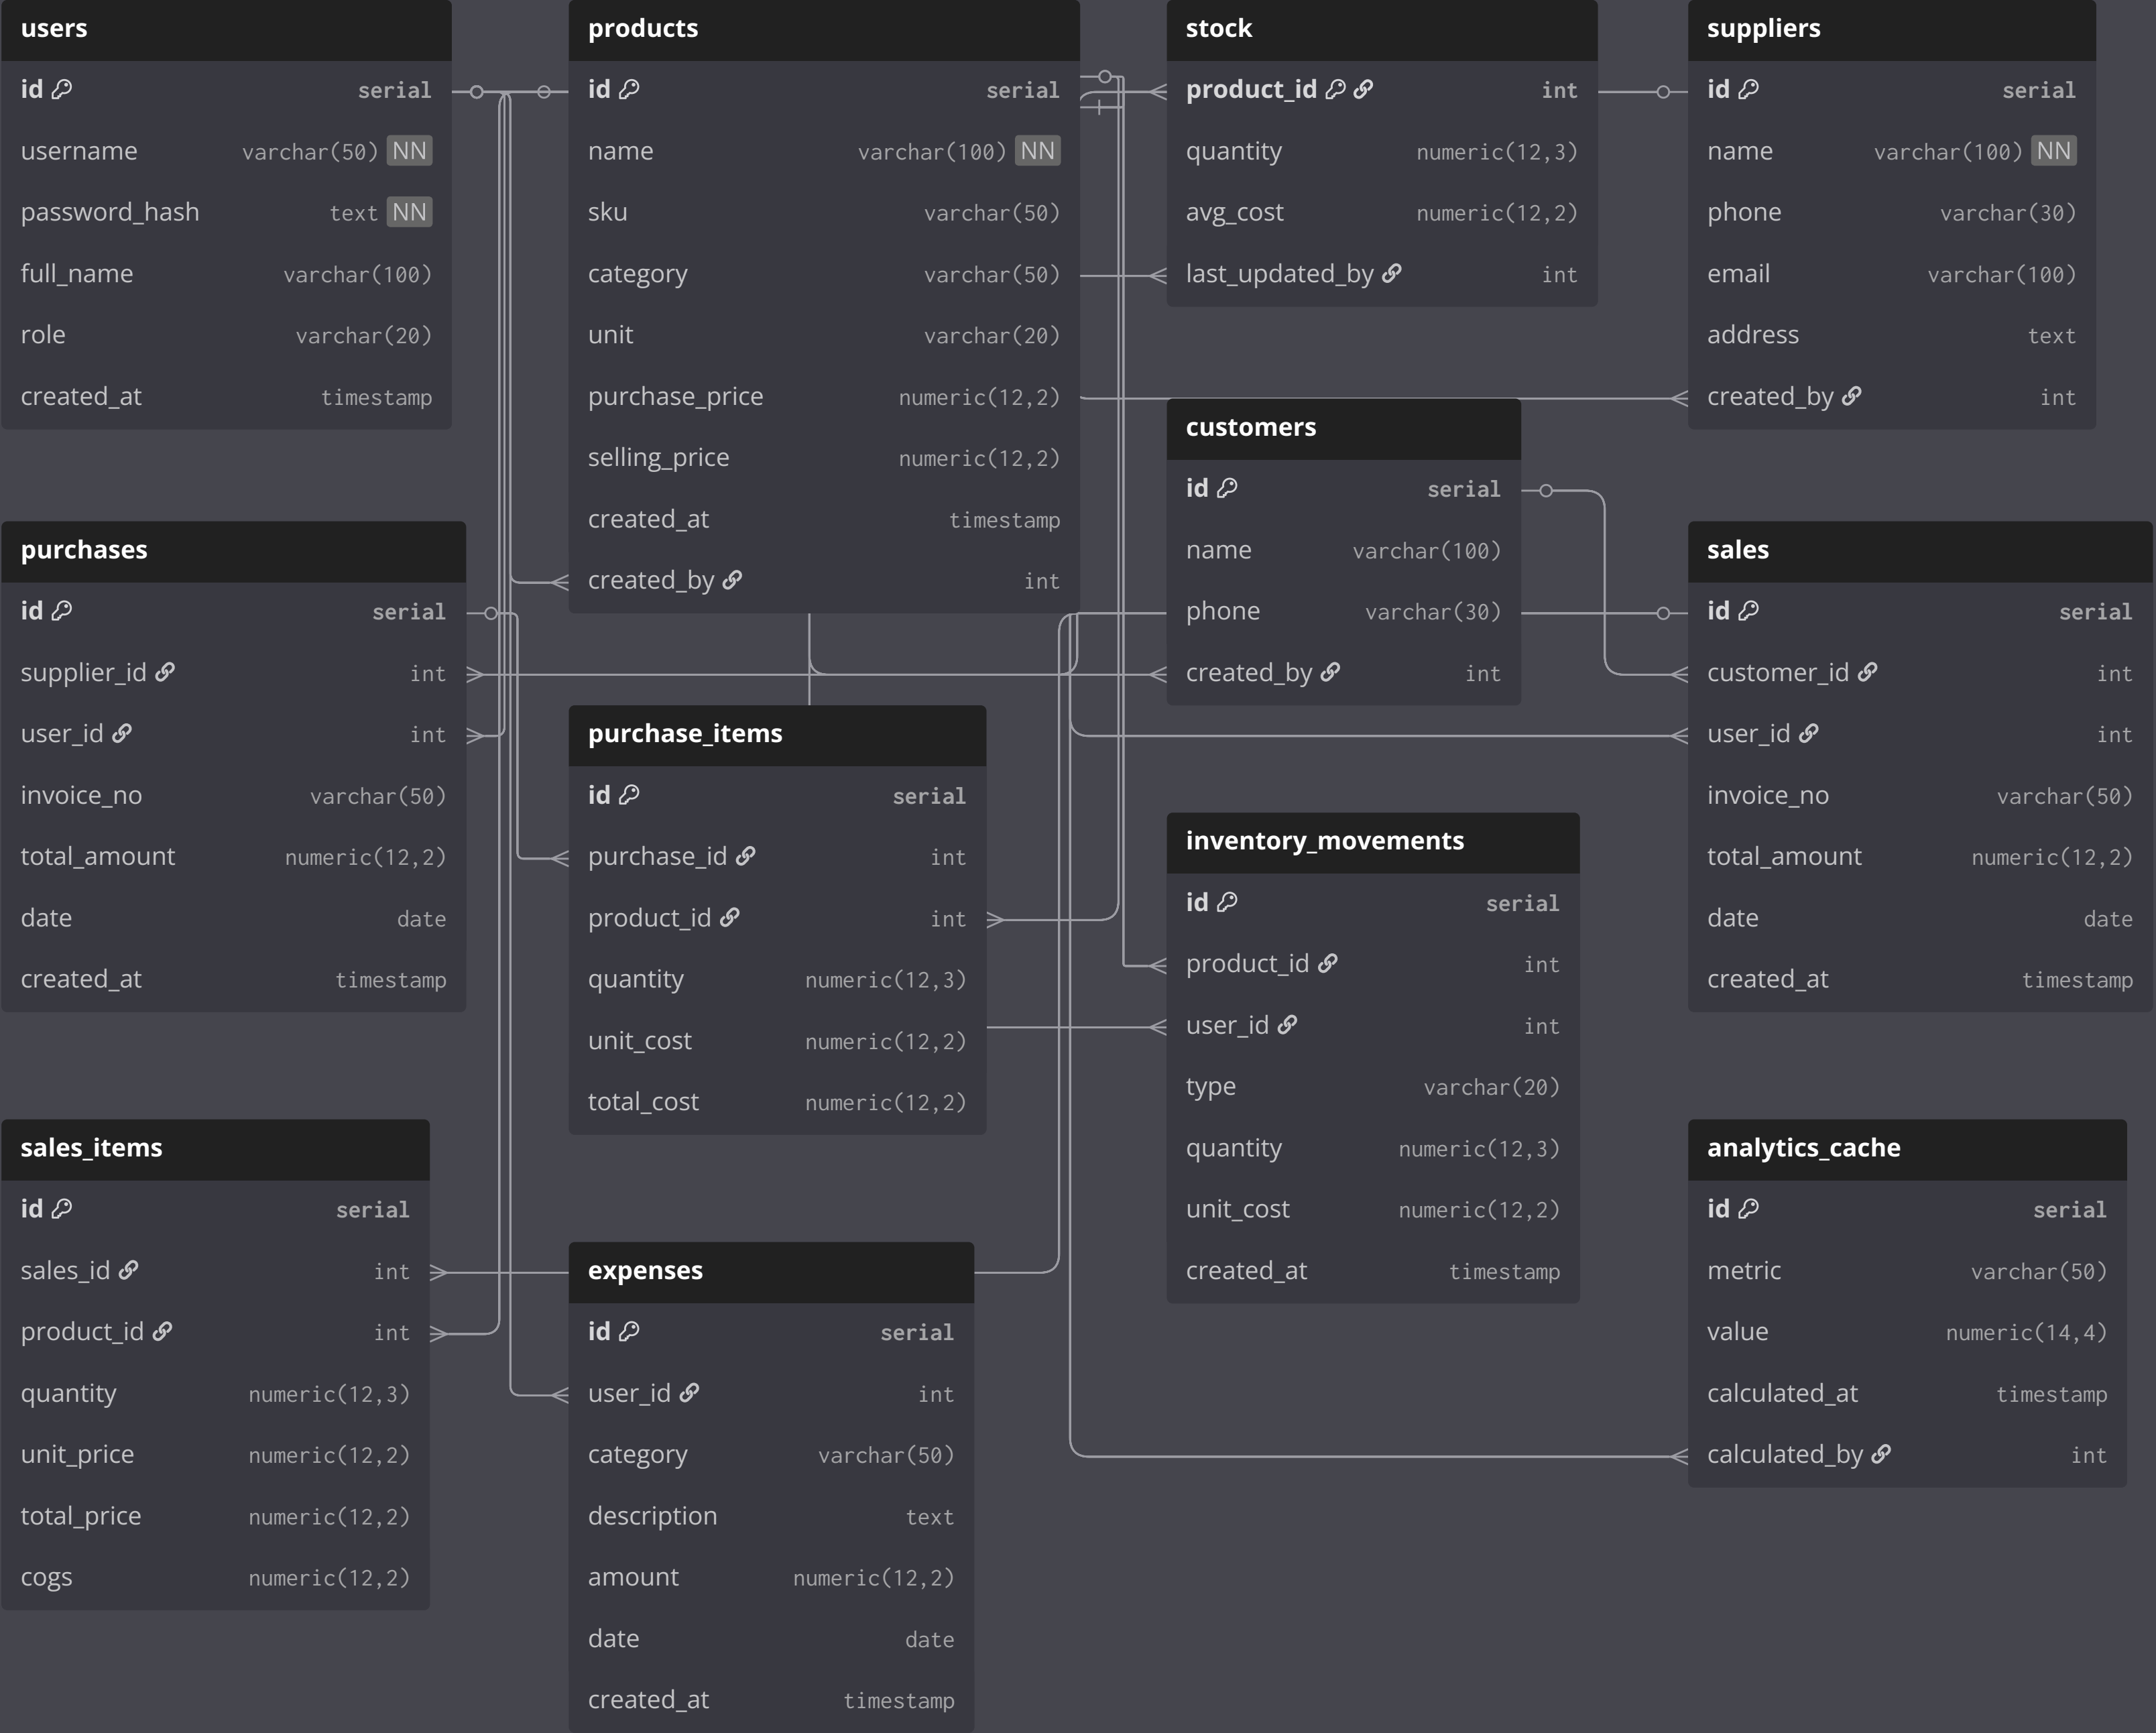 users
id serial
username varchar(50) NN
password_hash text NN
full_name varchar(100)
role varchar(20)
created_at timestamp
products
id serial
name varchar(100) NN
sku varchar(50)
category varchar(50)
unit varchar(20)
purchase_price numeric(12,2)
selling_price numeric(12,2)
created_at timestamp
created_by int
stock
product_id int
quantity numeric(12,3)
avg_cost numeric(12,2)
last_updated_by int
suppliers
id serial
name varchar(100) NN
phone varchar(30)
email varchar(100)
address text
created_by int
customers
id serial
name varchar(100)
phone varchar(30)
created_by int
purchases
id serial
supplier_id int
user_id int
invoice_no varchar(50)
total_amount numeric(12,2)
date date
created_at timestamp
purchase_items
id serial
purchase_id int
product_id int
quantity numeric(12,3)
unit_cost numeric(12,2)
total_cost numeric(12,2)
sales
id serial
customer_id int
user_id int
invoice_no varchar(50)
total_amount numeric(12,2)
date date
created_at timestamp
inventory_movements
id serial
product_id int
user_id int
type varchar(20)
quantity numeric(12,3)
unit_cost numeric(12,2)
created_at timestamp
sales_items
id serial
sales_id int
product_id int
quantity numeric(12,3)
unit_price numeric(12,2)
total_price numeric(12,2)
cogs numeric(12,2)
expenses
id serial
user_id int
category varchar(50)
description text
amount numeric(12,2)
date date
created_at timestamp
analytics_cache
id serial
metric varchar(50)
value numeric(14,4)
calculated_at timestamp
calculated_by int